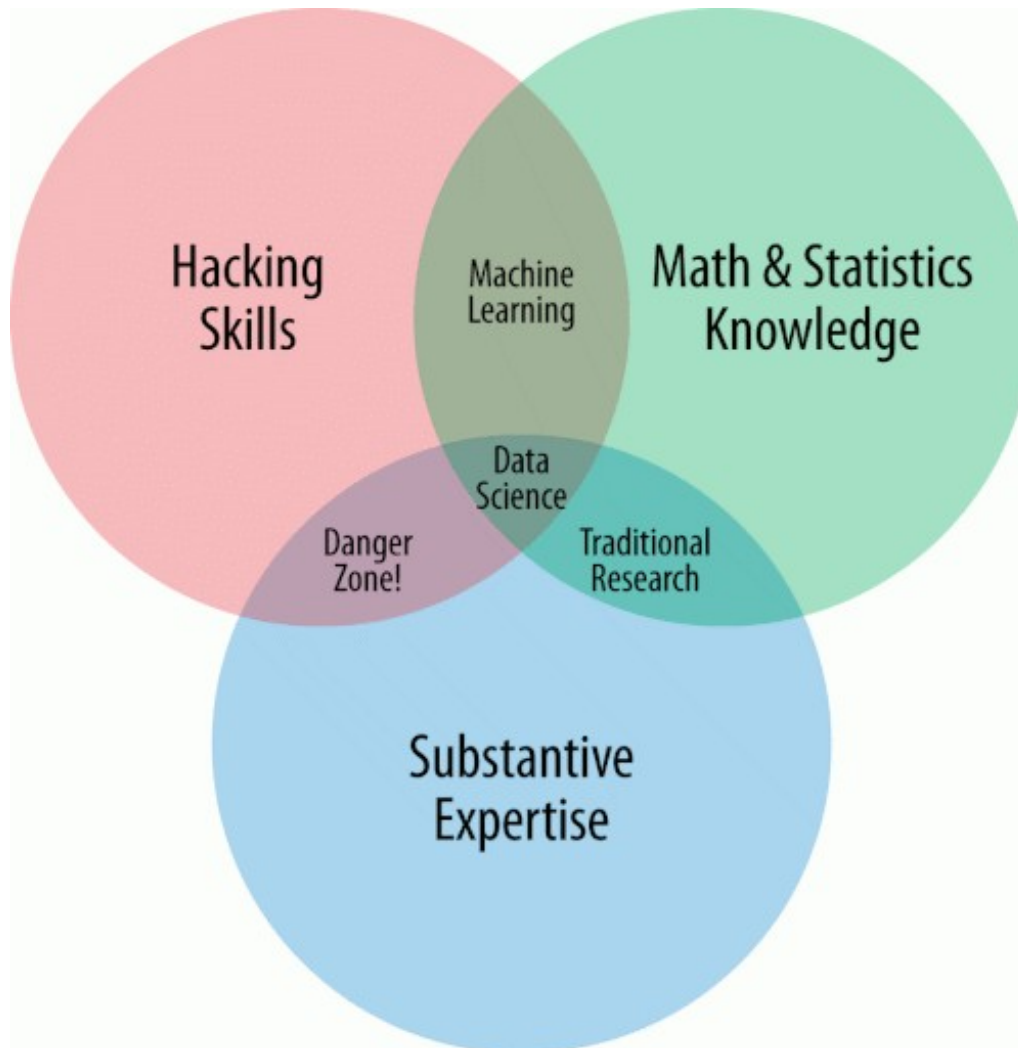 Hacking
Skills
Machine
Learning
Math & Statistics
Knowledge
Data
Science
Danger
Zone!
Traditional
Research
Substantive
Expertise